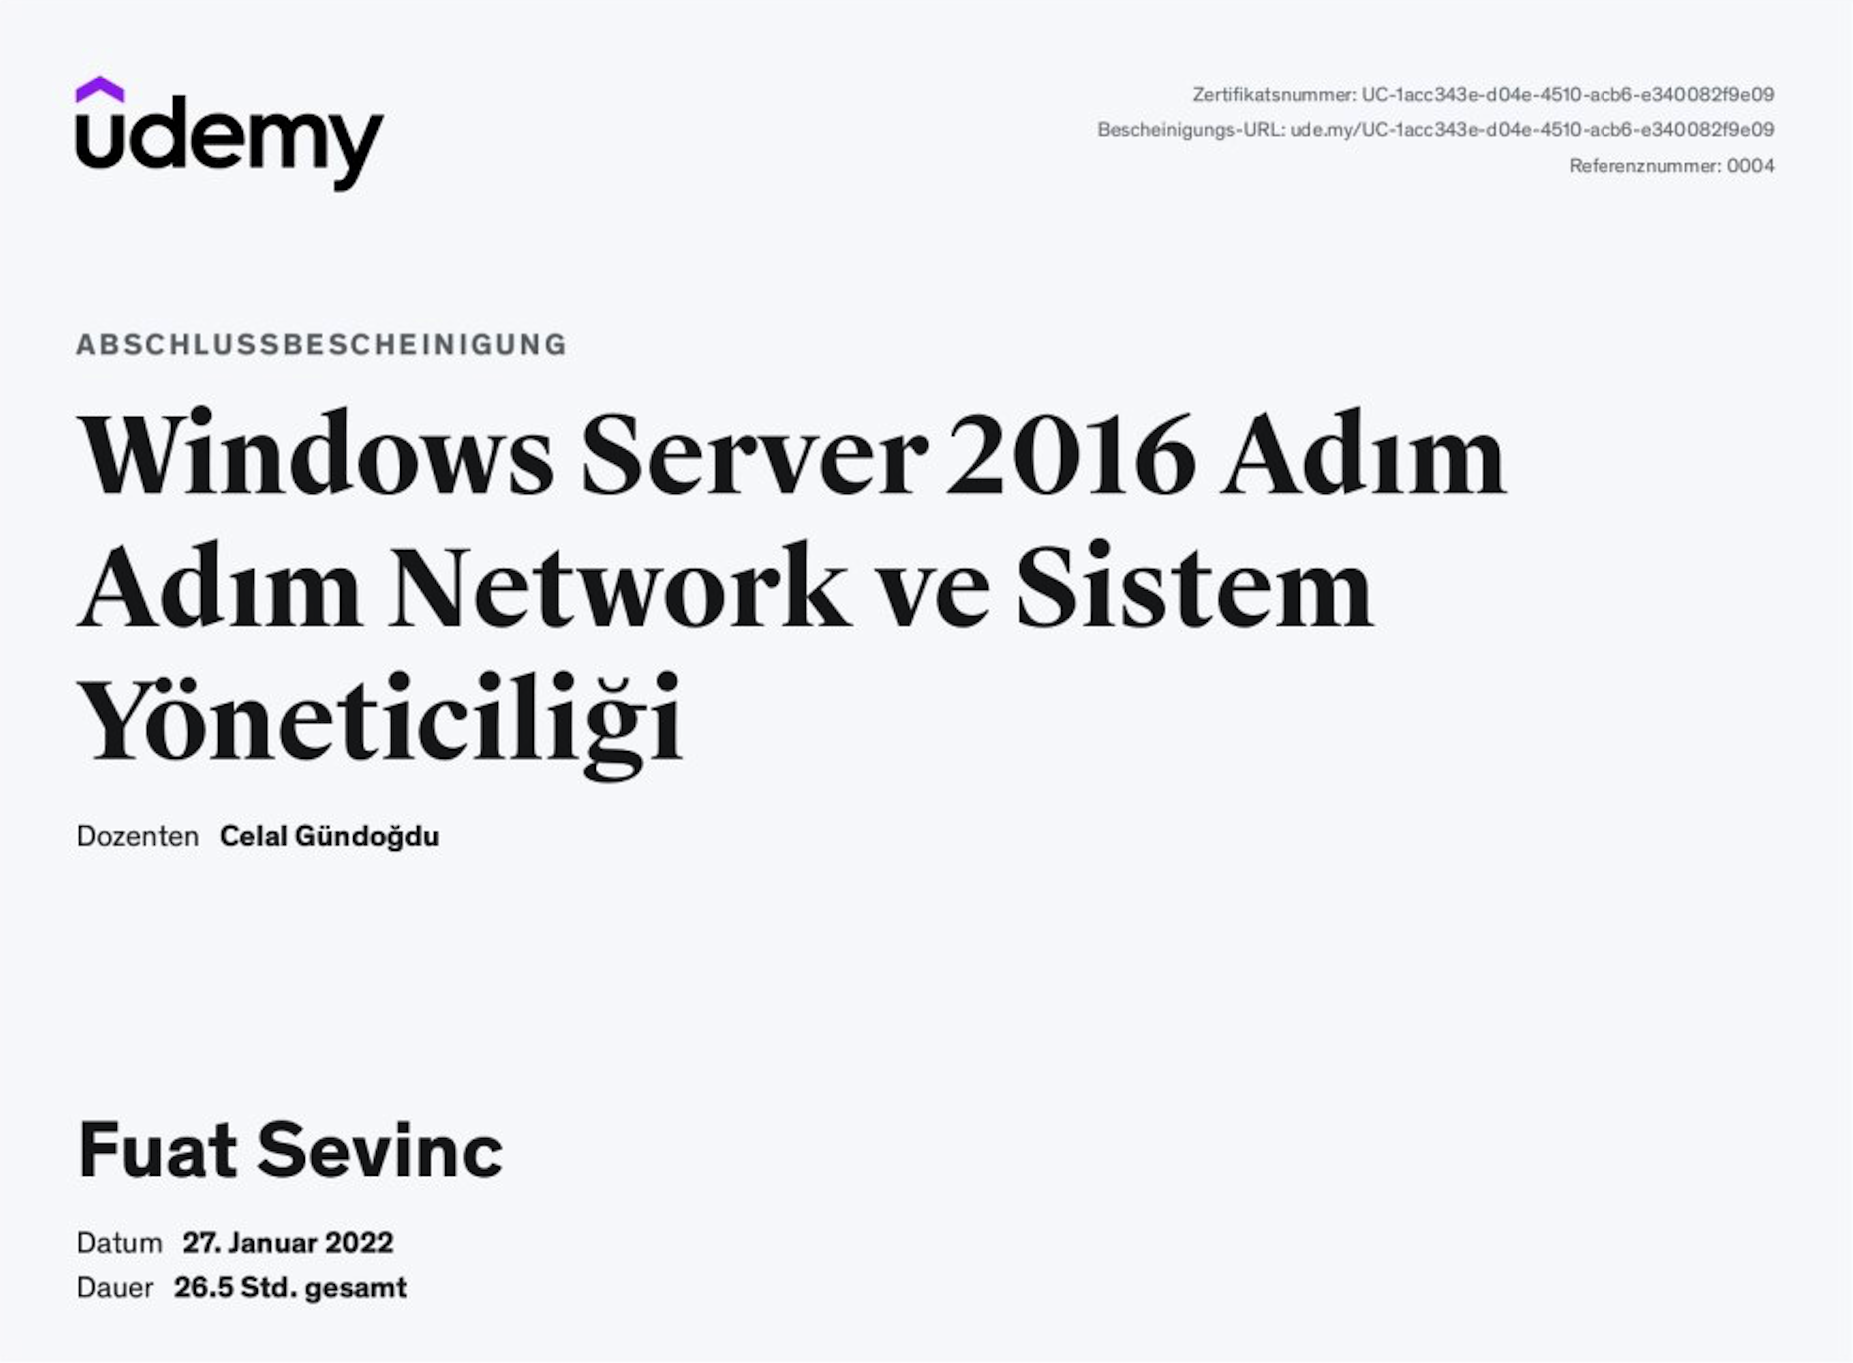 udemy
Zertifikatsnummer: UC-1acc343e-d04e-4510-acb6-e340082f9e09
Bescheinigungs-URL: ude.my/UC-1acc343e-d04e-4510-acb6-e340082f9e09
Referenznummer: 0004
ABSCHLUSSBESCHEINIGUNG
Windows Server 2016 Adım
Adım Network ve Sistem
Yöneticiliği
Dozenten Celal Gündoğdu
Fuat Sevinc
Datum 27. Januar 2022
Dauer 26.5 Std. gesamt